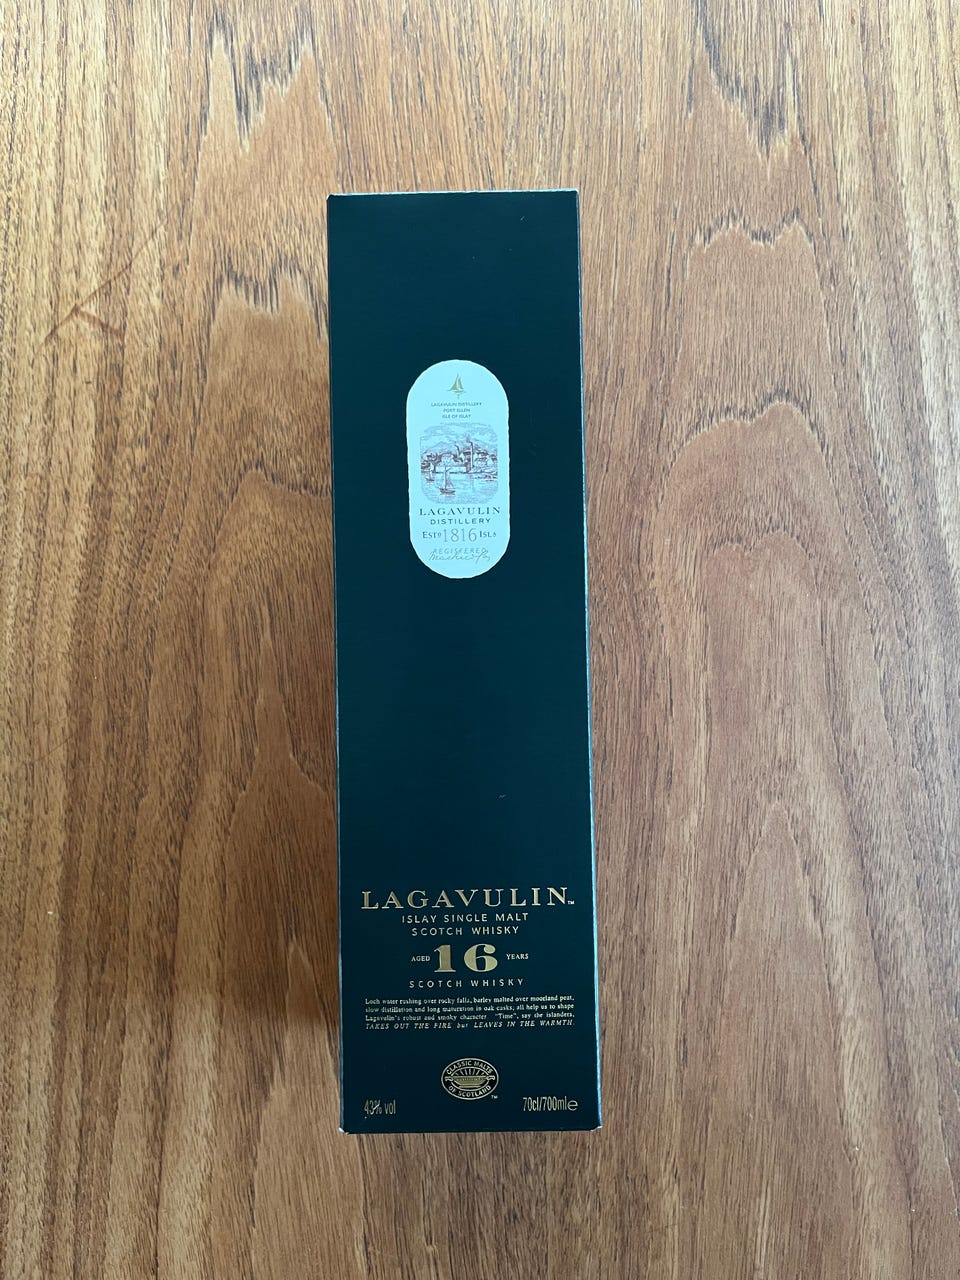 LAGAVULIN DISTILLERY
PORT ELLEN
ISLE OF ISLAY
LAGAVULIN
DISTILLERY
ESTD 1816 ISLA
REGISTERED
LAGAVULIN™
ISLAY SINGLE MALT
SCOTCH WHISKY
AGED 16 YEARS
SCOTCH WHISKY
Loch water rushing over rocky falls, barley malted over moorland peat,
slow distillation and long maturation in oak casks; all help us to shape
Lagavulin's robust and smoky character "Time", say the islanders,
TAKES OUT THE FIRE but LEAVES IN THE WARMTH.
CLASSIC MALTS
OF SCOTLAND
™
43% vol
70cl/700ml℮